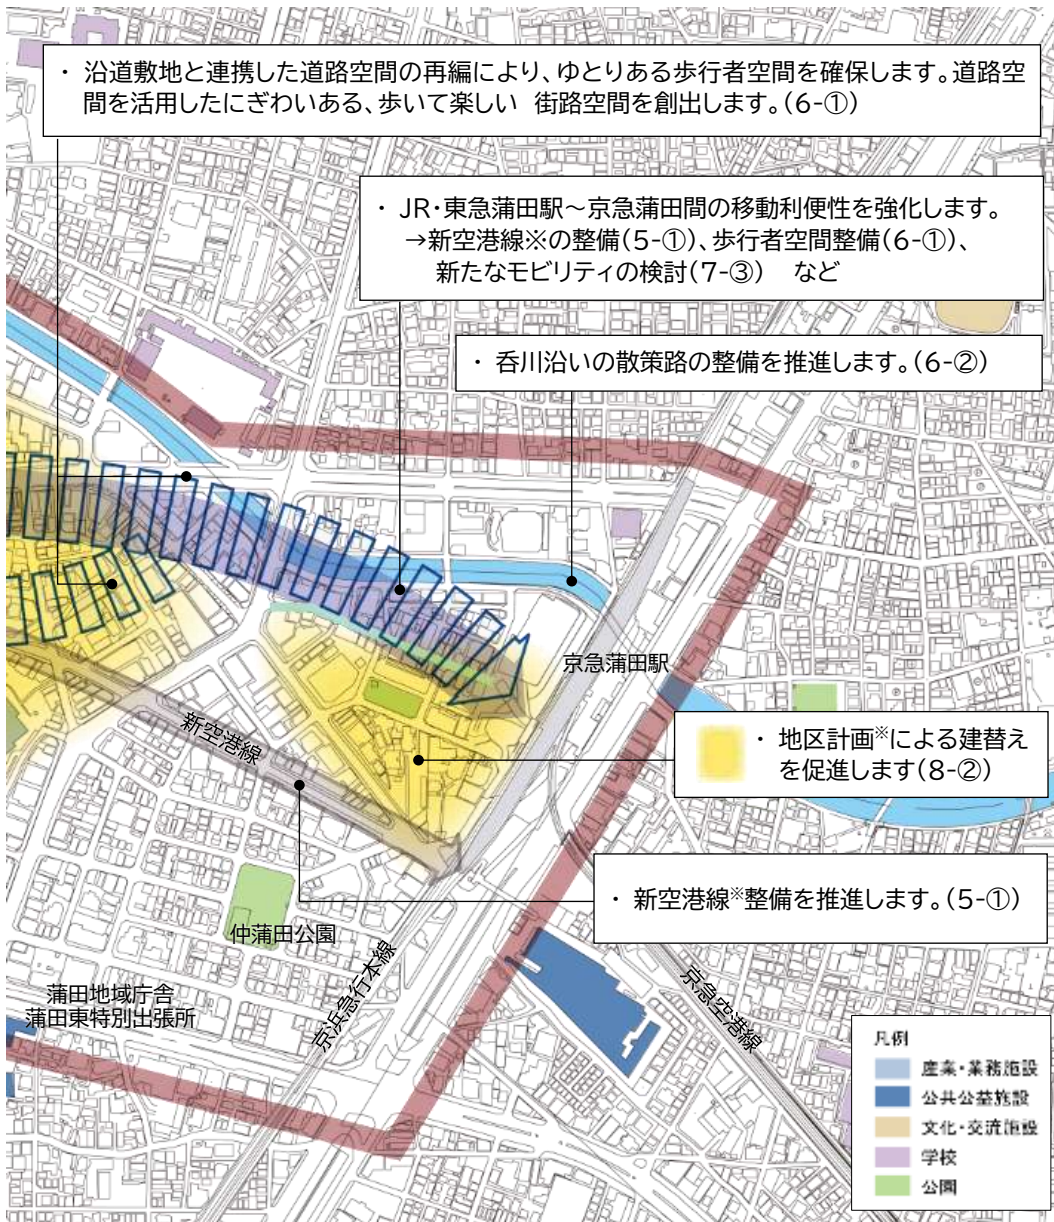 ・ 沿道敷地と連携した道路空間の再編により、ゆとりある歩行者空間を確保します。道路空
間を活用したにぎわいある、歩いて楽しい 街路空間を創出します。(6-①)
・ JR・東急蒲田駅～京急蒲田間の移動利便性を強化します。
→新空港線※の整備(5-①)、歩行者空間整備(6-①)、
新たなモビリティの検討(7-③) など
・ 呑川沿いの散策路の整備を推進します。(6-②)
京急蒲田駅
新空港線
・ 地区計画※による建替え
を促進します(8-②)
・ 新空港線※整備を推進します。(5-①)
仲蒲田公園
京浜急行本線
京急空港線
蒲田地域庁舎
蒲田東特別出張所
凡例
産業・業務施設
公共公益施設
文化・交流施設
学校
公園